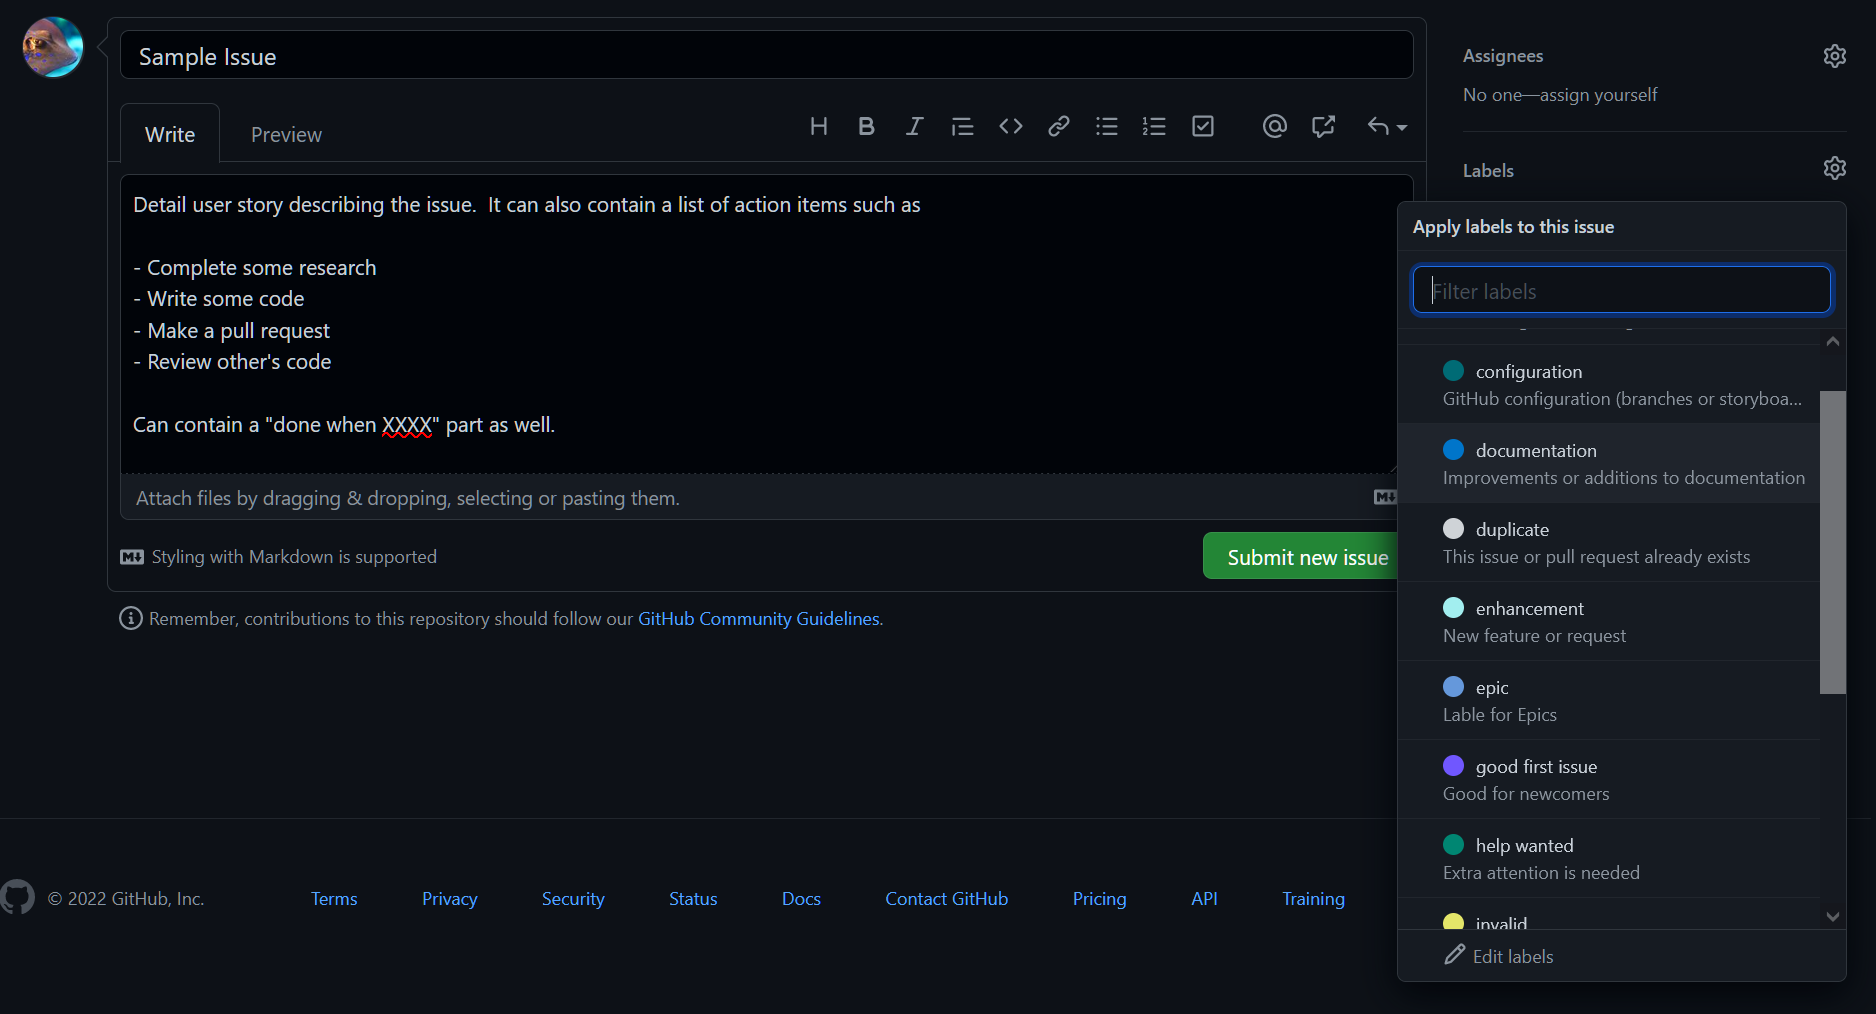 Sample Issue
Write
Preview
Detail user story describing the issue.  It can also contain a list of action items such as
- Complete some research
- Write some code
- Make a pull request
- Review other's code
Can contain a "done when XXXX" part as well.
Attach files by dragging & dropping, selecting or pasting them.
Styling with Markdown is supported
Submit new issue
Remember, contributions to this repository should follow our GitHub Community Guidelines.
Assignees
No one—assign yourself
Labels
Apply labels to this issue
Filter labels
configuration
GitHub configuration (branches or storyboa...
documentation
Improvements or additions to documentation
duplicate
This issue or pull request already exists
enhancement
New feature or request
epic
Lable for Epics
good first issue
Good for newcomers
help wanted
Extra attention is needed
invalid
Edit labels
© 2022 GitHub, Inc.
Terms
Privacy
Security
Status
Docs
Contact GitHub
Pricing
API
Training